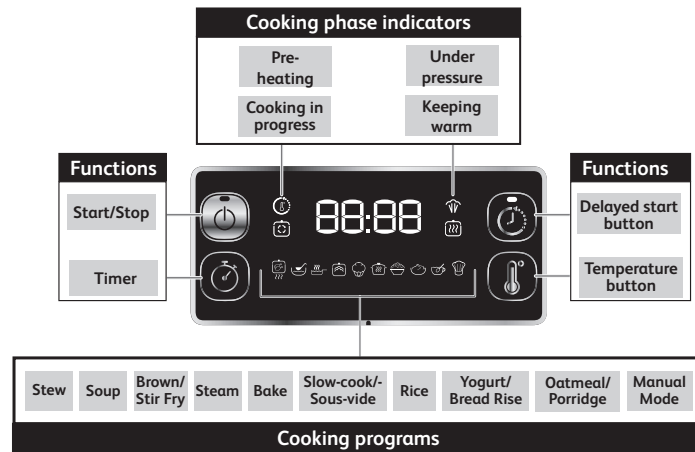 Cooking phase indicators
Pre-
heating
Under
pressure
Cooking in
progress
Keeping
warm
Functions
Start/Stop
Timer
88:88
Functions
Delayed start
button
Temperature
button
Stew
Soup
Brown/
Stir Fry
Steam
Bake
Slow-cook/-
Sous-vide
Rice
Yogurt/
Bread Rise
Oatmeal/
Porridge
Manual
Mode
Cooking programs